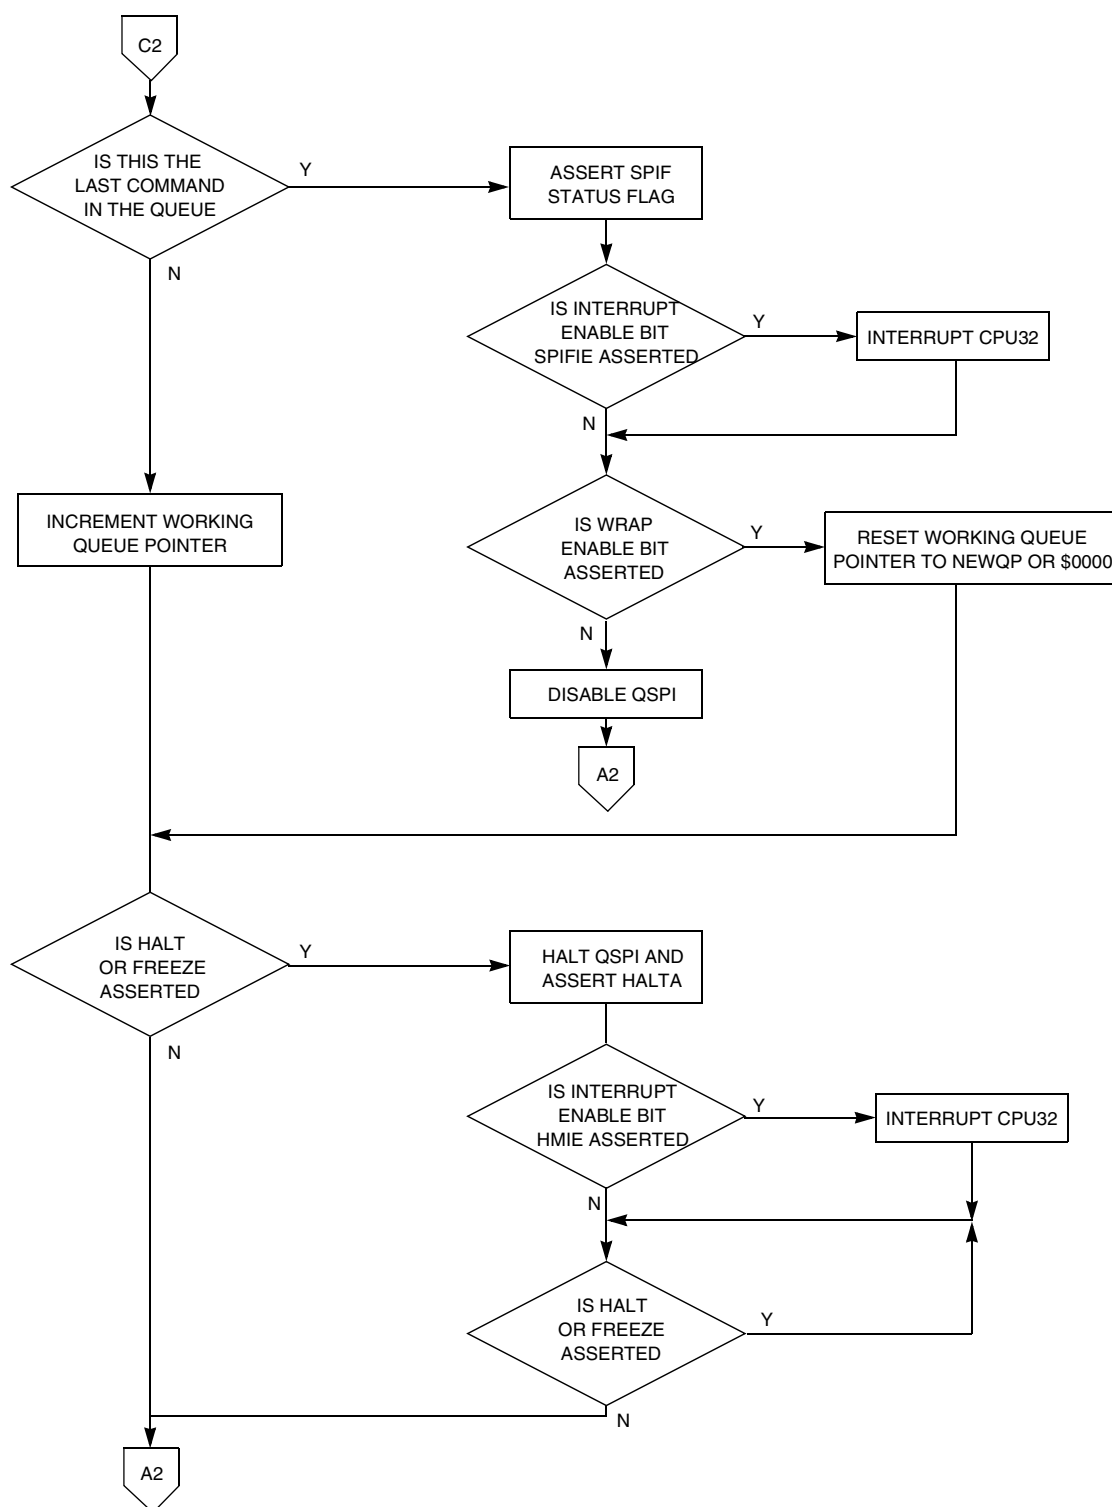 C2
IS THIS THE
LAST COMMAND
IN THE QUEUE
Y
ASSERT SPIF
STATUS FLAG
N
IS INTERRUPT
ENABLE BIT
SPIFIE ASSERTED
Y
INTERRUPT CPU32
N
INCREMENT WORKING
QUEUE POINTER
IS WRAP
ENABLE BIT
ASSERTED
Y
RESET WORKING QUEUE
POINTER TO NEWQP OR $0000
N
DISABLE QSPI
A2
IS HALT
OR FREEZE
ASSERTED
Y
HALT QSPI AND
ASSERT HALTA
N
IS INTERRUPT
ENABLE BIT
HMIE ASSERTED
Y
INTERRUPT CPU32
N
IS HALT
OR FREEZE
ASSERTED
Y
N
A2